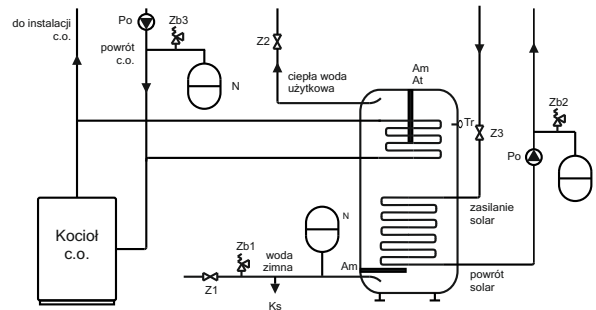 do instalacji
c.o.
Po
Zb3
powrót
c.o.
N
Z2
ciepła woda
użytkowa
Am
At
Tr
Z3
Zb2
Po
Kocioł
c.o.
zasilanie
solar
N
Zb1
woda
zimna
Am
powrót
solar
Z1
Ks